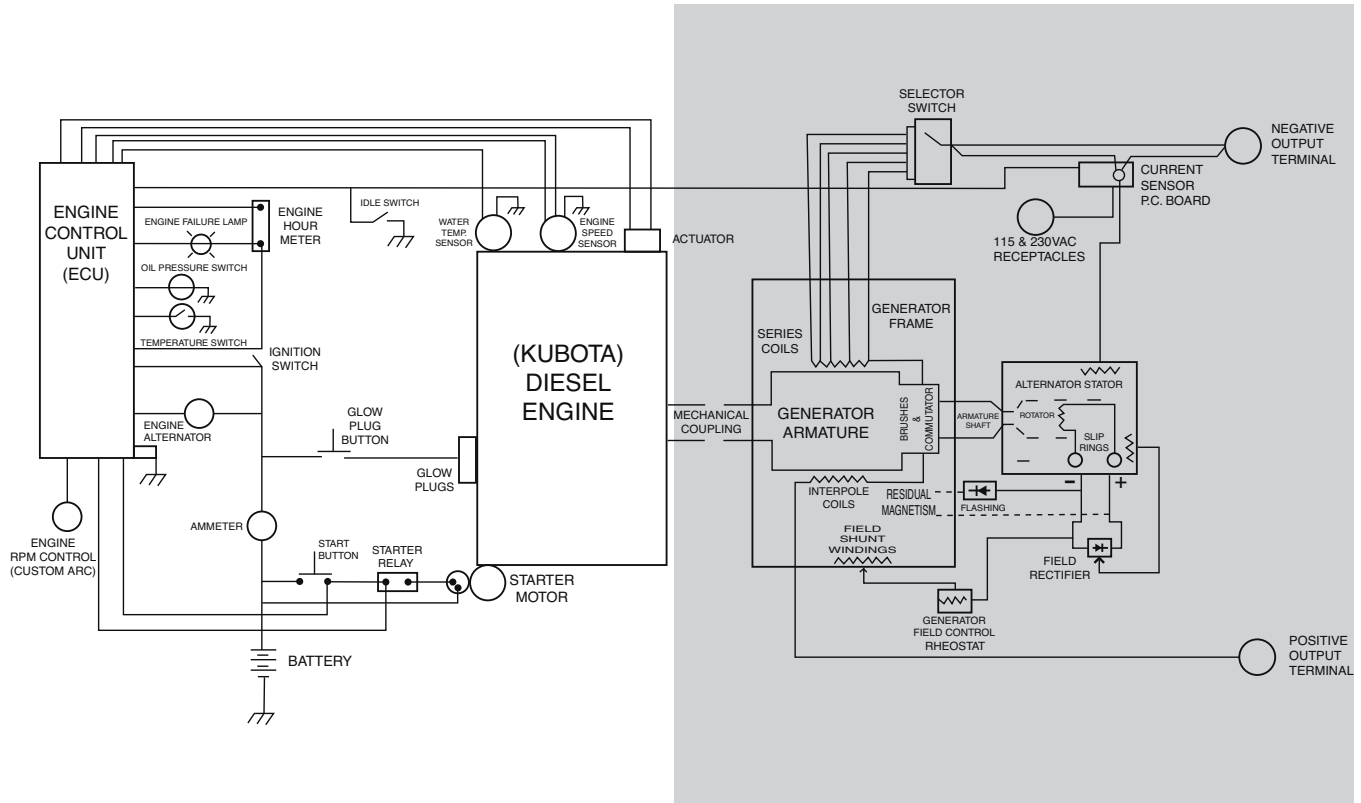 SELECTOR
SWITCH
NEGATIVE
OUTPUT
TERMINAL
CURRENT
SENSOR
P.C. BOARD
115 & 230VAC
RECEPTACLES
ENGINE
CONTROL
UNIT
(ECU)
ENGINE FAILURE LAMP
ENGINE
HOUR
METER
IDLE SWITCH
WATER
TEMP.
SENSOR
ENGINE
SPEED
SENSOR
ACTUATOR
OIL PRESSURE SWITCH
TEMPERATURE SWITCH
IGNITION
SWITCH
ENGINE
ALTERNATOR
GLOW
PLUG
BUTTON
GLOW
PLUGS
(KUBOTA)
DIESEL
ENGINE
MECHANICAL
COUPLING
SERIES
COILS
GENERATOR
FRAME
GENERATOR
ARMATURE
BRUSHES
&
COMMUTATOR
ARMATURE
SHAFT
ALTERNATOR STATOR
ROTATOR
SLIP
RINGS
–
+
INTERPOLE
COILS
RESIDUAL
MAGNETISM
FLASHING
FIELD
SHUNT
WINDINGS
FIELD
RECTIFIER
GENERATOR
FIELD CONTROL
RHEOSTAT
ENGINE
RPM CONTROL
(CUSTOM ARC)
AMMETER
START
BUTTON
STARTER
RELAY
STARTER
MOTOR
BATTERY
POSITIVE
OUTPUT
TERMINAL